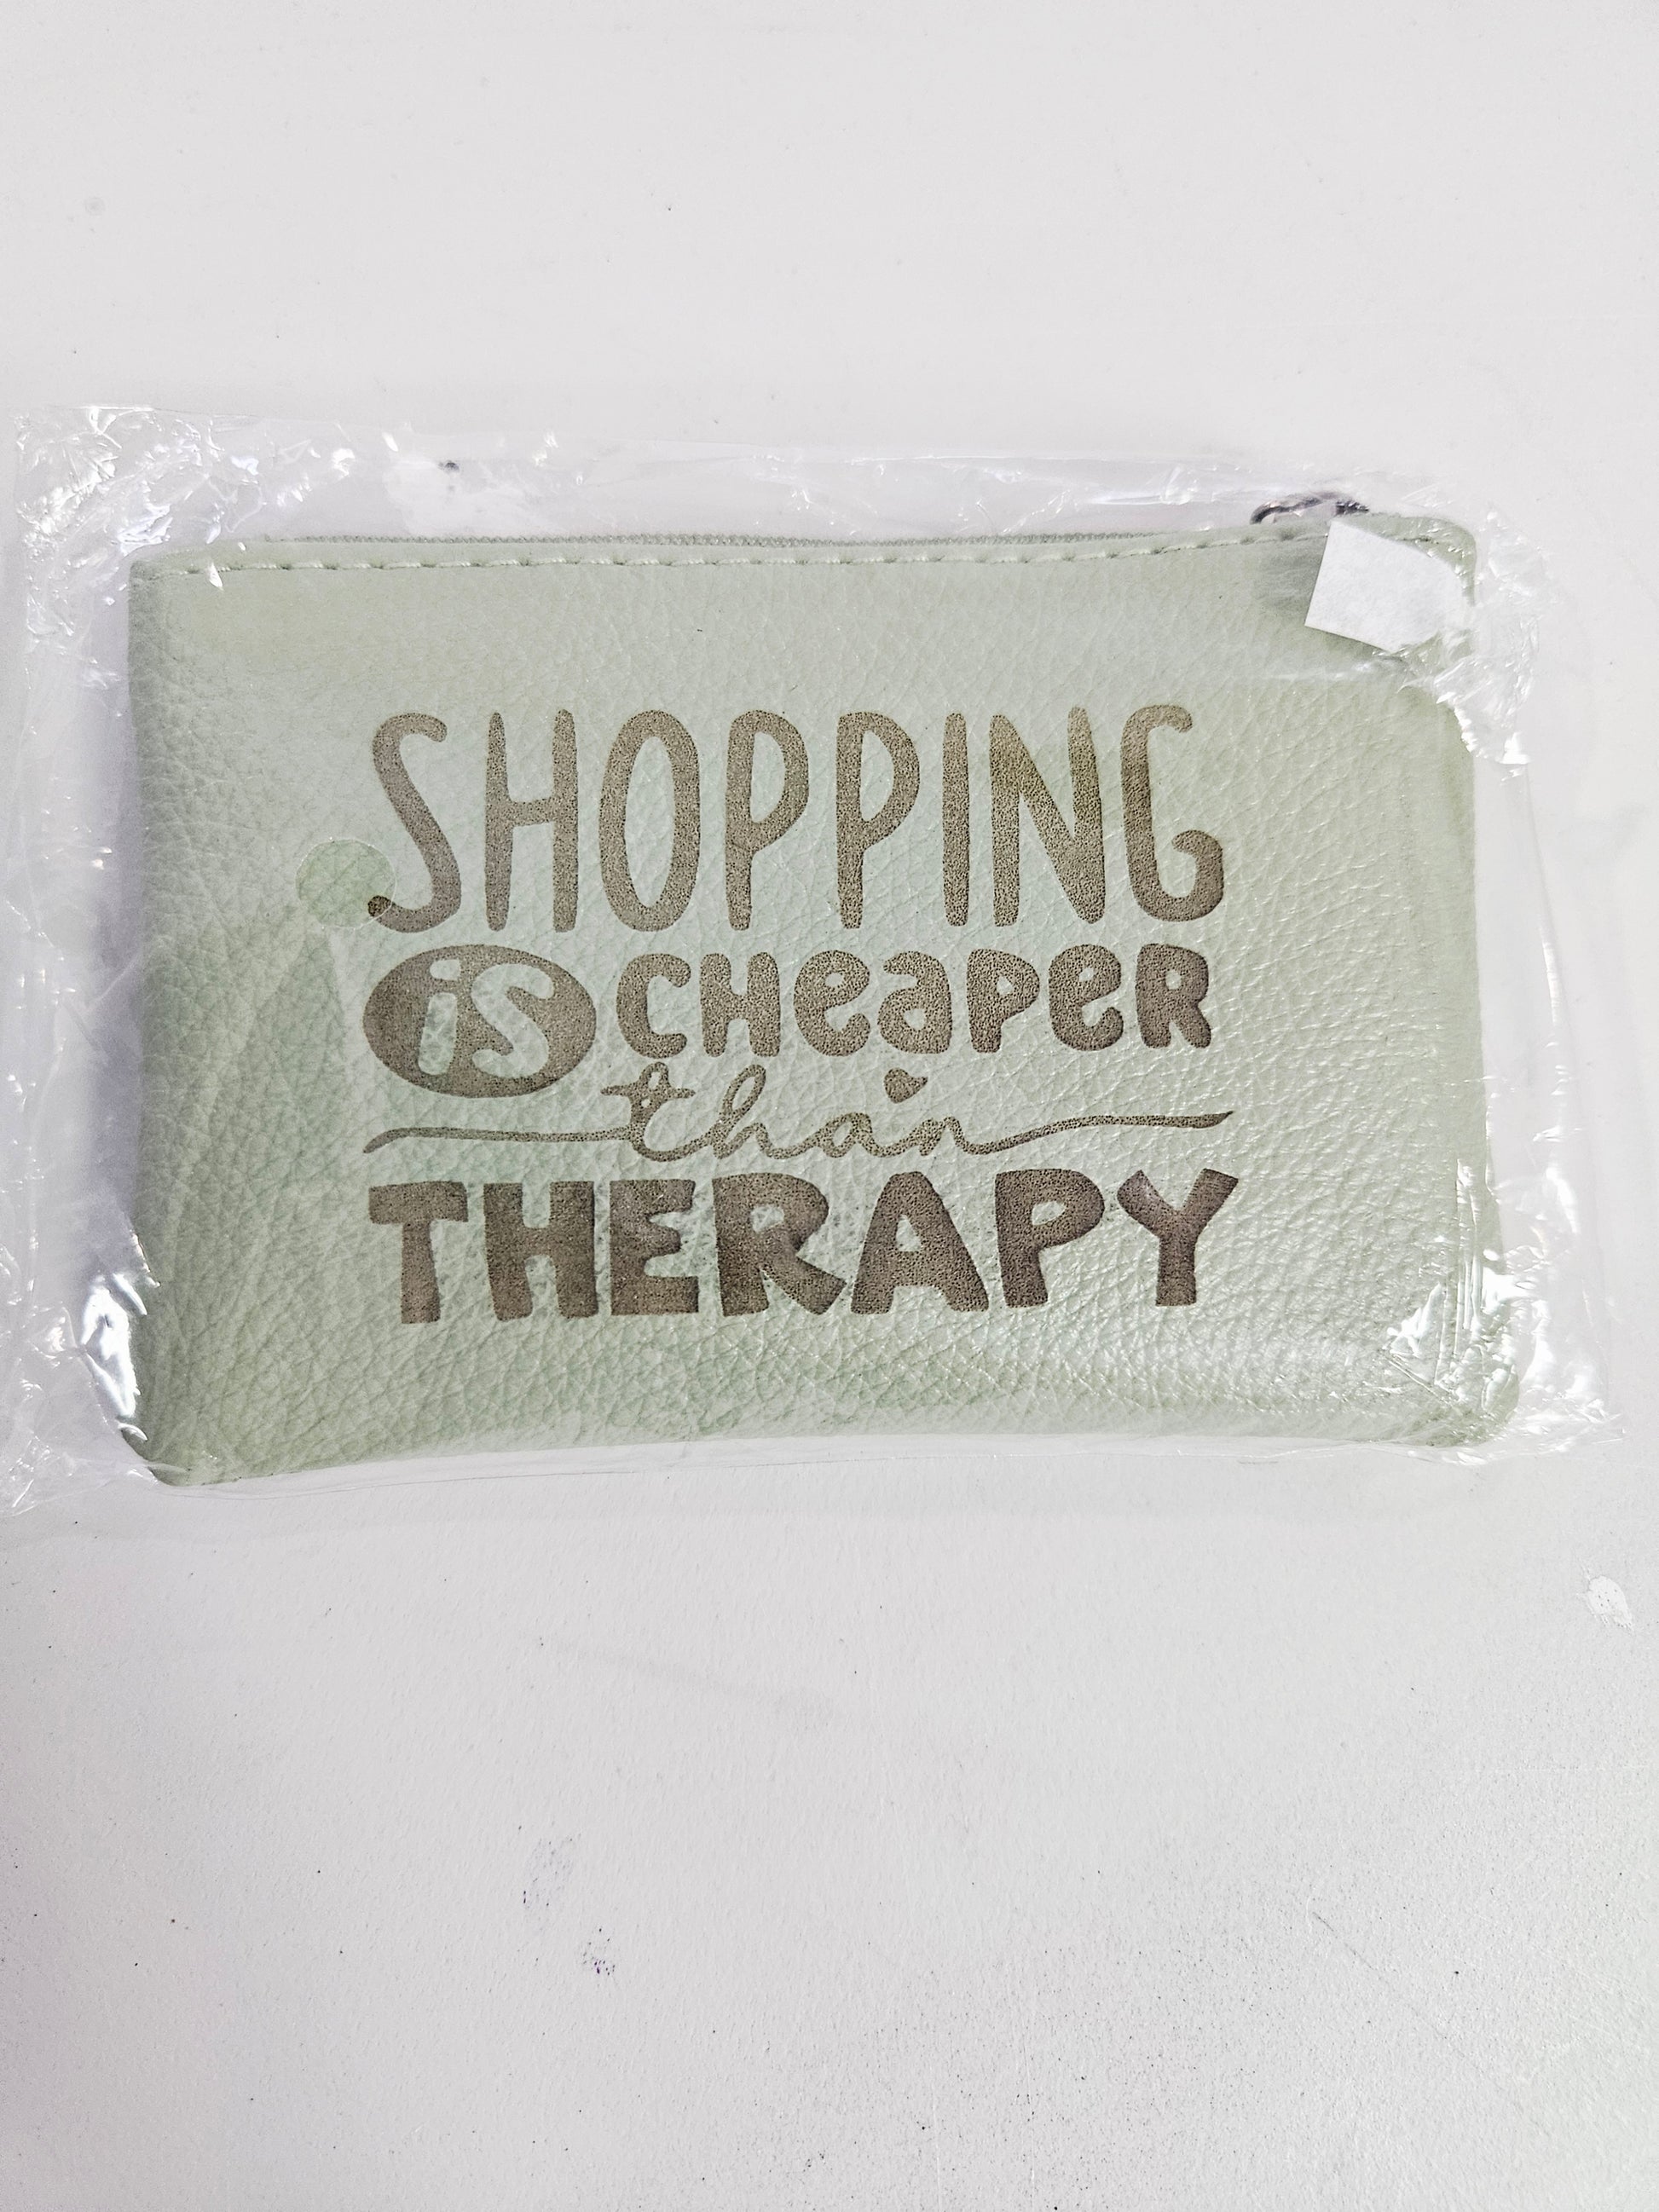 SHOPPING
is CHeaPeR
than
THERAPY